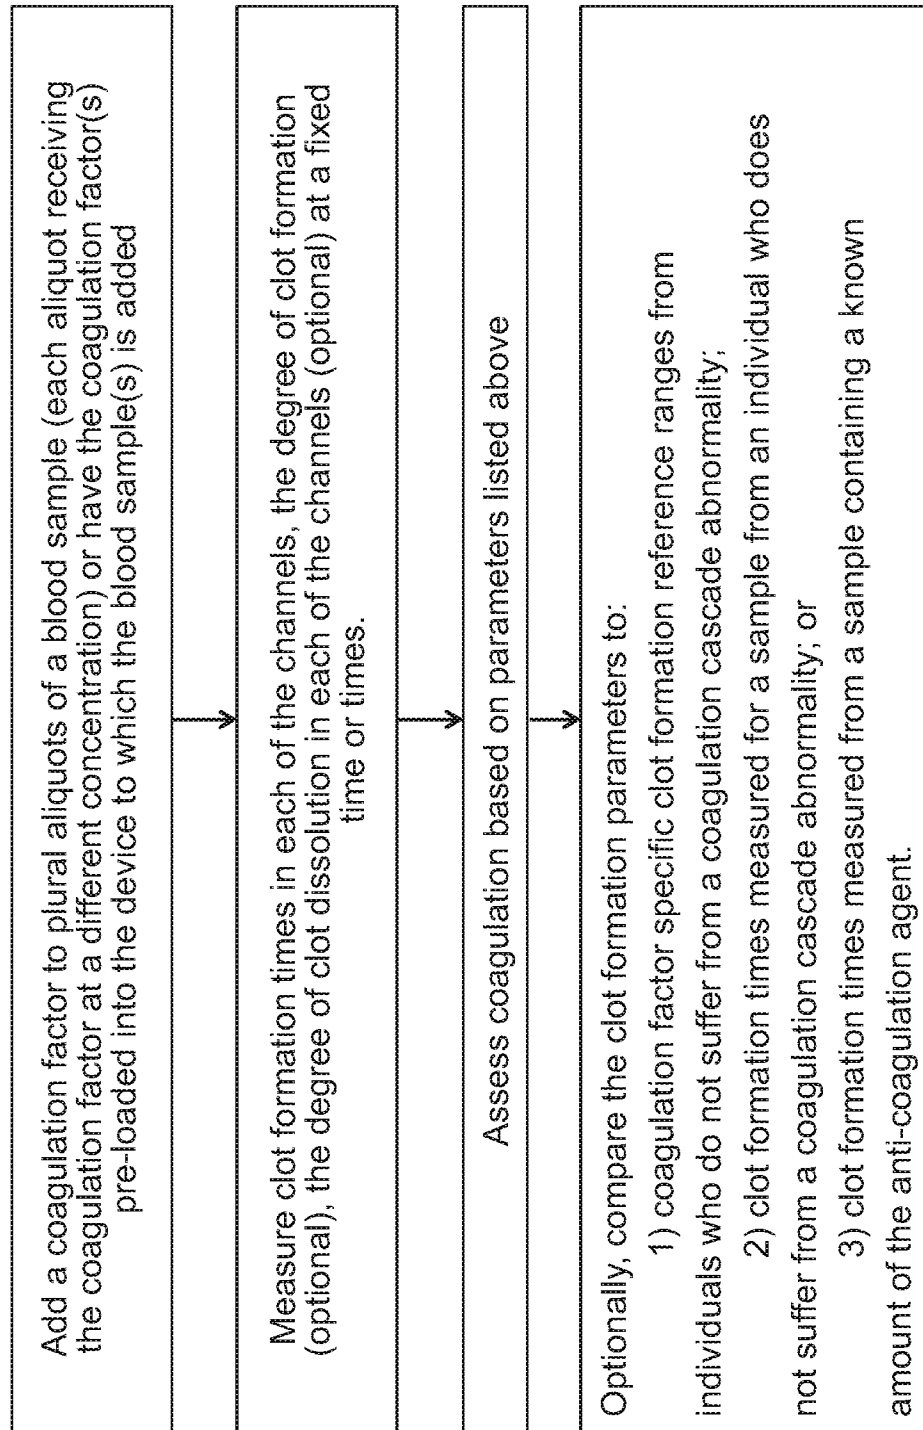 Add a coagulation factor to plural aliquots of a blood sample (each aliquot receiving
the coagulation factor at a different concentration) or have the coagulation factor(s)
pre-loaded into the device to which the blood sample(s) is added
Measure clot formation times in each of the channels, the degree of clot formation
(optional), the degree of clot dissolution in each of the channels (optional) at a fixed
time or times.
Assess coagulation based on parameters listed above
Optionally, compare the clot formation parameters to:
1) coagulation factor specific clot formation reference ranges from
individuals who do not suffer from a coagulation cascade abnormality;
2) clot formation times measured for a sample from an individual who does
not suffer from a coagulation cascade abnormality; or
3) clot formation times measured from a sample containing a known
amount of the anti-coagulation agent.